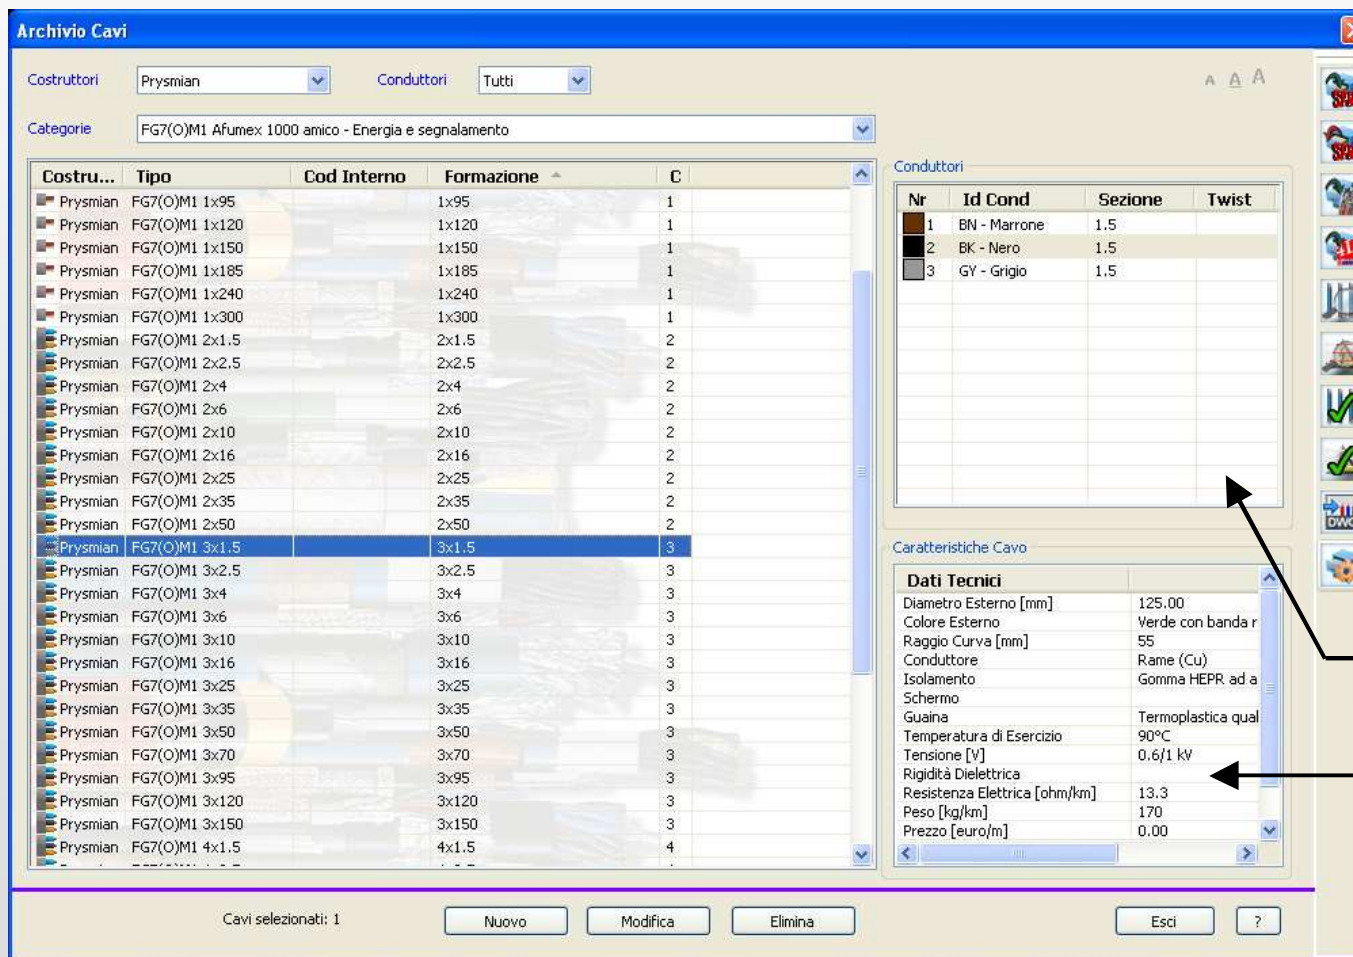 Archivio Cavi
Costruttori Prysmian Conduttori Tutti A A A
Categorie FG7(O)M1 Afumex 1000 amico - Energia e segnalamento
Costru... Tipo Cod Interno Formazione C
Prysmian FG7(O)M1 1x95 1x95 1
Prysmian FG7(O)M1 1x120 1x120 1
Prysmian FG7(O)M1 1x150 1x150 1
Prysmian FG7(O)M1 1x185 1x185 1
Prysmian FG7(O)M1 1x240 1x240 1
Prysmian FG7(O)M1 1x300 1x300 1
Prysmian FG7(O)M1 2x1.5 2x1.5 2
Prysmian FG7(O)M1 2x2.5 2x2.5 2
Prysmian FG7(O)M1 2x4 2x4 2
Prysmian FG7(O)M1 2x6 2x6 2
Prysmian FG7(O)M1 2x10 2x10 2
Prysmian FG7(O)M1 2x16 2x16 2
Prysmian FG7(O)M1 2x25 2x25 2
Prysmian FG7(O)M1 2x35 2x35 2
Prysmian FG7(O)M1 2x50 2x50 2
Prysmian FG7(O)M1 3x1.5 3x1.5 3
Prysmian FG7(O)M1 3x2.5 3x2.5 3
Prysmian FG7(O)M1 3x4 3x4 3
Prysmian FG7(O)M1 3x6 3x6 3
Prysmian FG7(O)M1 3x10 3x10 3
Prysmian FG7(O)M1 3x16 3x16 3
Prysmian FG7(O)M1 3x25 3x25 3
Prysmian FG7(O)M1 3x35 3x35 3
Prysmian FG7(O)M1 3x50 3x50 3
Prysmian FG7(O)M1 3x70 3x70 3
Prysmian FG7(O)M1 3x95 3x95 3
Prysmian FG7(O)M1 3x120 3x120 3
Prysmian FG7(O)M1 3x150 3x150 3
Prysmian FG7(O)M1 4x1.5 4x1.5 4
Conduttori
Nr Id Cond Sezione Twist
1 BN - Marrone 1.5
2 BK - Nero 1.5
3 GY - Grigio 1.5
Caratteristiche Cavo
Dati Tecnici
Diametro Esterno [mm] 125.00
Colore Esterno Verde con banda r
Raggio Curva [mm] 55
Conduttore Rame (Cu)
Isolamento Gomma HEPR ad a
Schermo
Guaina Termoplastica qual
Temperatura di Esercizio 90°C
Tensione [V] 0.6/1 kV
Rigidità Dielettrica
Resistenza Elettrica [ohm/km] 13.3
Peso [kg/km] 170
Prezzo [euro/m] 0.00
DWG
Cavi selezionati: 1 Nuovo Modifica Elimina Esci ?